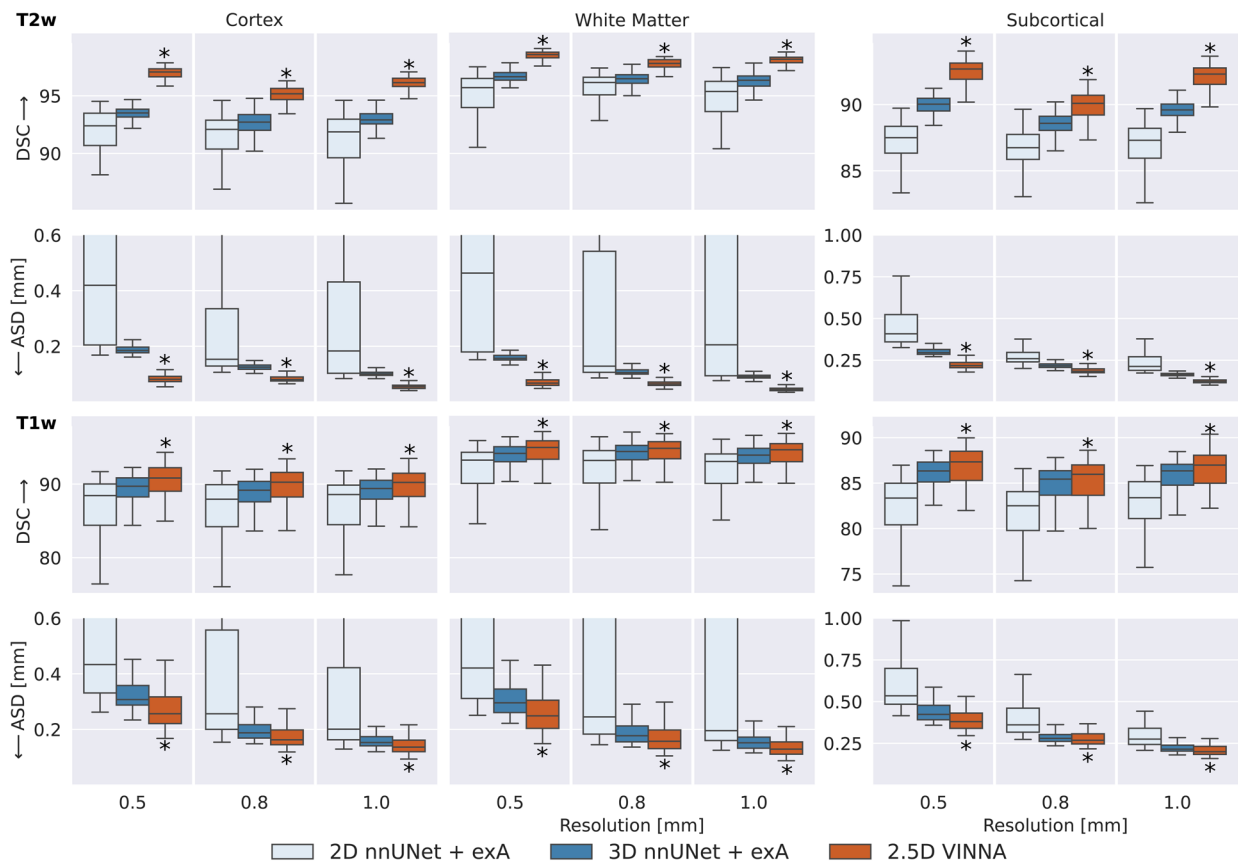 T2w Cortex White Matter Subcortical
DSC →
95
90
90
85
* * * * * * * * *
← ASD [mm]
0.6
0.4
0.2
1.00
0.75
0.50
0.25
* * * * * * * * *
T1w
DSC →
90
80
90
85
80
75
* * * * * * * * *
← ASD [mm]
0.6
0.4
0.2
1.00
0.75
0.50
0.25
* * * * * * * * *
0.5 0.8 1.0 0.5 0.8 1.0 0.5 0.8 1.0
Resolution [mm] Resolution [mm]
2D nnUNet + exA 3D nnUNet + exA 2.5D VINNA